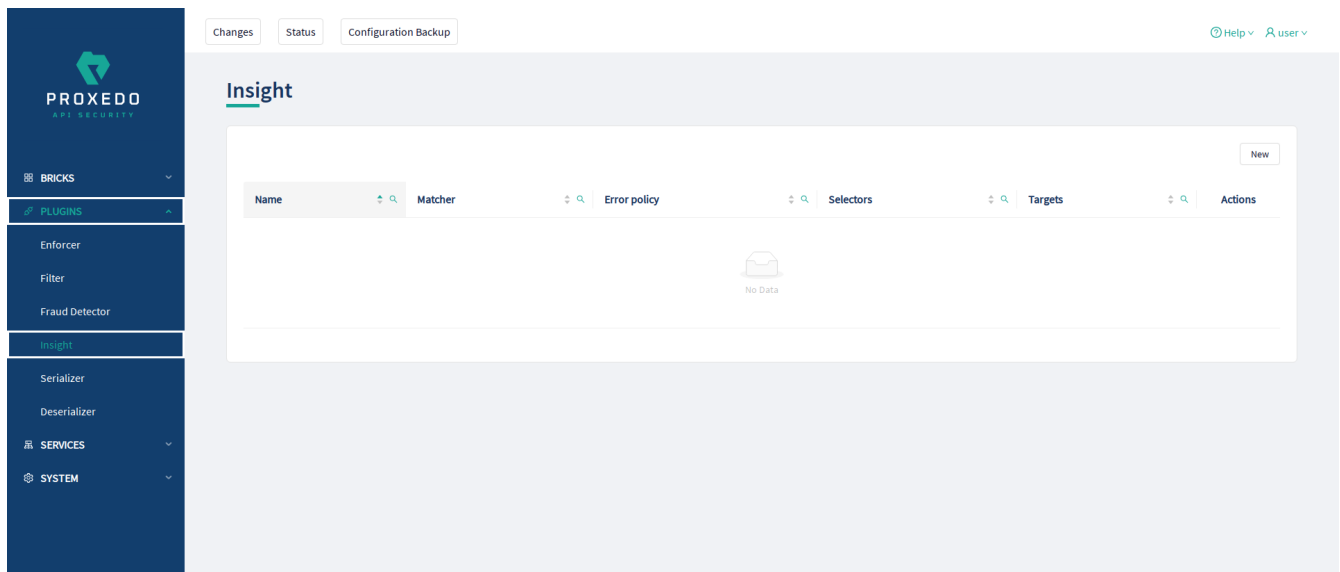 Changes Status Configuration Backup Help user
PROXEDO
API SECURITY
Insight
New
BRICKS
PLUGINS
Enforcer
Filter
Fraud Detector
Insight
Serializer
Deserializer
SERVICES
SYSTEM
Name Matcher Error policy Selectors Targets Actions
No Data